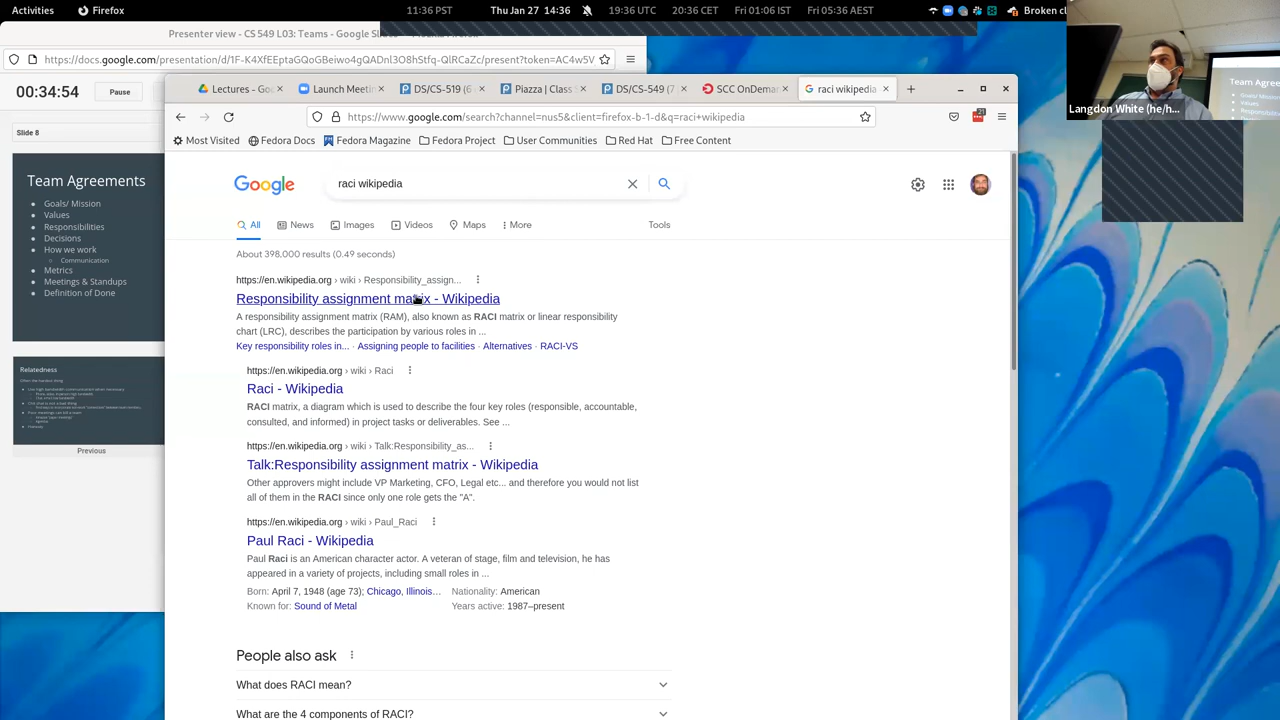 Activities
Firefox
11:36 PST
Thu Jan 27 14:36
19:36 UTC
20:36 CET
Fri 01:06 IST
Fri 05:36 AEST
Broken cl
Presenter view - CS 549 L03: Teams - Google
https://docs.google.com/presentation/d/1F-K4XfEEptaGQoGBeiwo4gQADnl3O8hStfq-QlnCaZc/present?token=AC4w5V
00:34:54
Pause
Slide 8
Team Agreements
Goals/ Mission
Values
Responsibilities
Decisions
How we work
Communication
Metrics
Meetings & Standups
Definition of Done
Relatedness
Previous
Lectures - Goo
Launch Meetin
DS/CS-519 (6
Piazza | Class
DS/CS-549 (7
SCC OnDeman
raci wikipedia
https://www.google.com/search?channel=nus5&client=firefox-b-1-d&q=raci+wikipedia
21
Most Visited
Fedora Docs
Fedora Magazine
Fedora Project
User Communities
Red Hat
Free Content
Google
raci wikipedia
All
News
Images
Videos
Maps
More
Tools
About 398,000 results (0.49 seconds)
https://en.wikipedia.org › wiki › Responsibility_assign...
Responsibility assignment matrix - Wikipedia
A responsibility assignment matrix (RAM), also known as RACI matrix or linear responsibility
chart (LRC), describes the participation by various roles in ...
Key responsibility roles in... · Assigning people to facilities · Alternatives · RACI-VS
https://en.wikipedia.org › wiki › Raci
Raci - Wikipedia
RACI matrix, a diagram which is used to describe the employee roles (responsible, accountable,
consulted, and informed) in project tasks or deliverables. See ...
https://en.wikipedia.org › wiki › Talk:Responsibility_as...
Talk:Responsibility assignment matrix - Wikipedia
Other approvers might include VP Marketing, CFO, Legal etc... and therefore you would not list
all of them in the RACI since only one role gets the "A".
https://en.wikipedia.org › wiki › Paul_Raci
Paul Raci - Wikipedia
Paul Raci is an American character actor. A veteran of stage, film and television, he has
appeared in a variety of projects, including small roles in ...
Born: April 7, 1948 (age 73); Chicago, Illinois… Nationality: American
Known for: Sound of Metal Years active: 1987–present
People also ask
What does RACI mean?
What are the 4 components of RACI?
Langdon White (he/h...
Team Agree
Goals/ Missio
Values